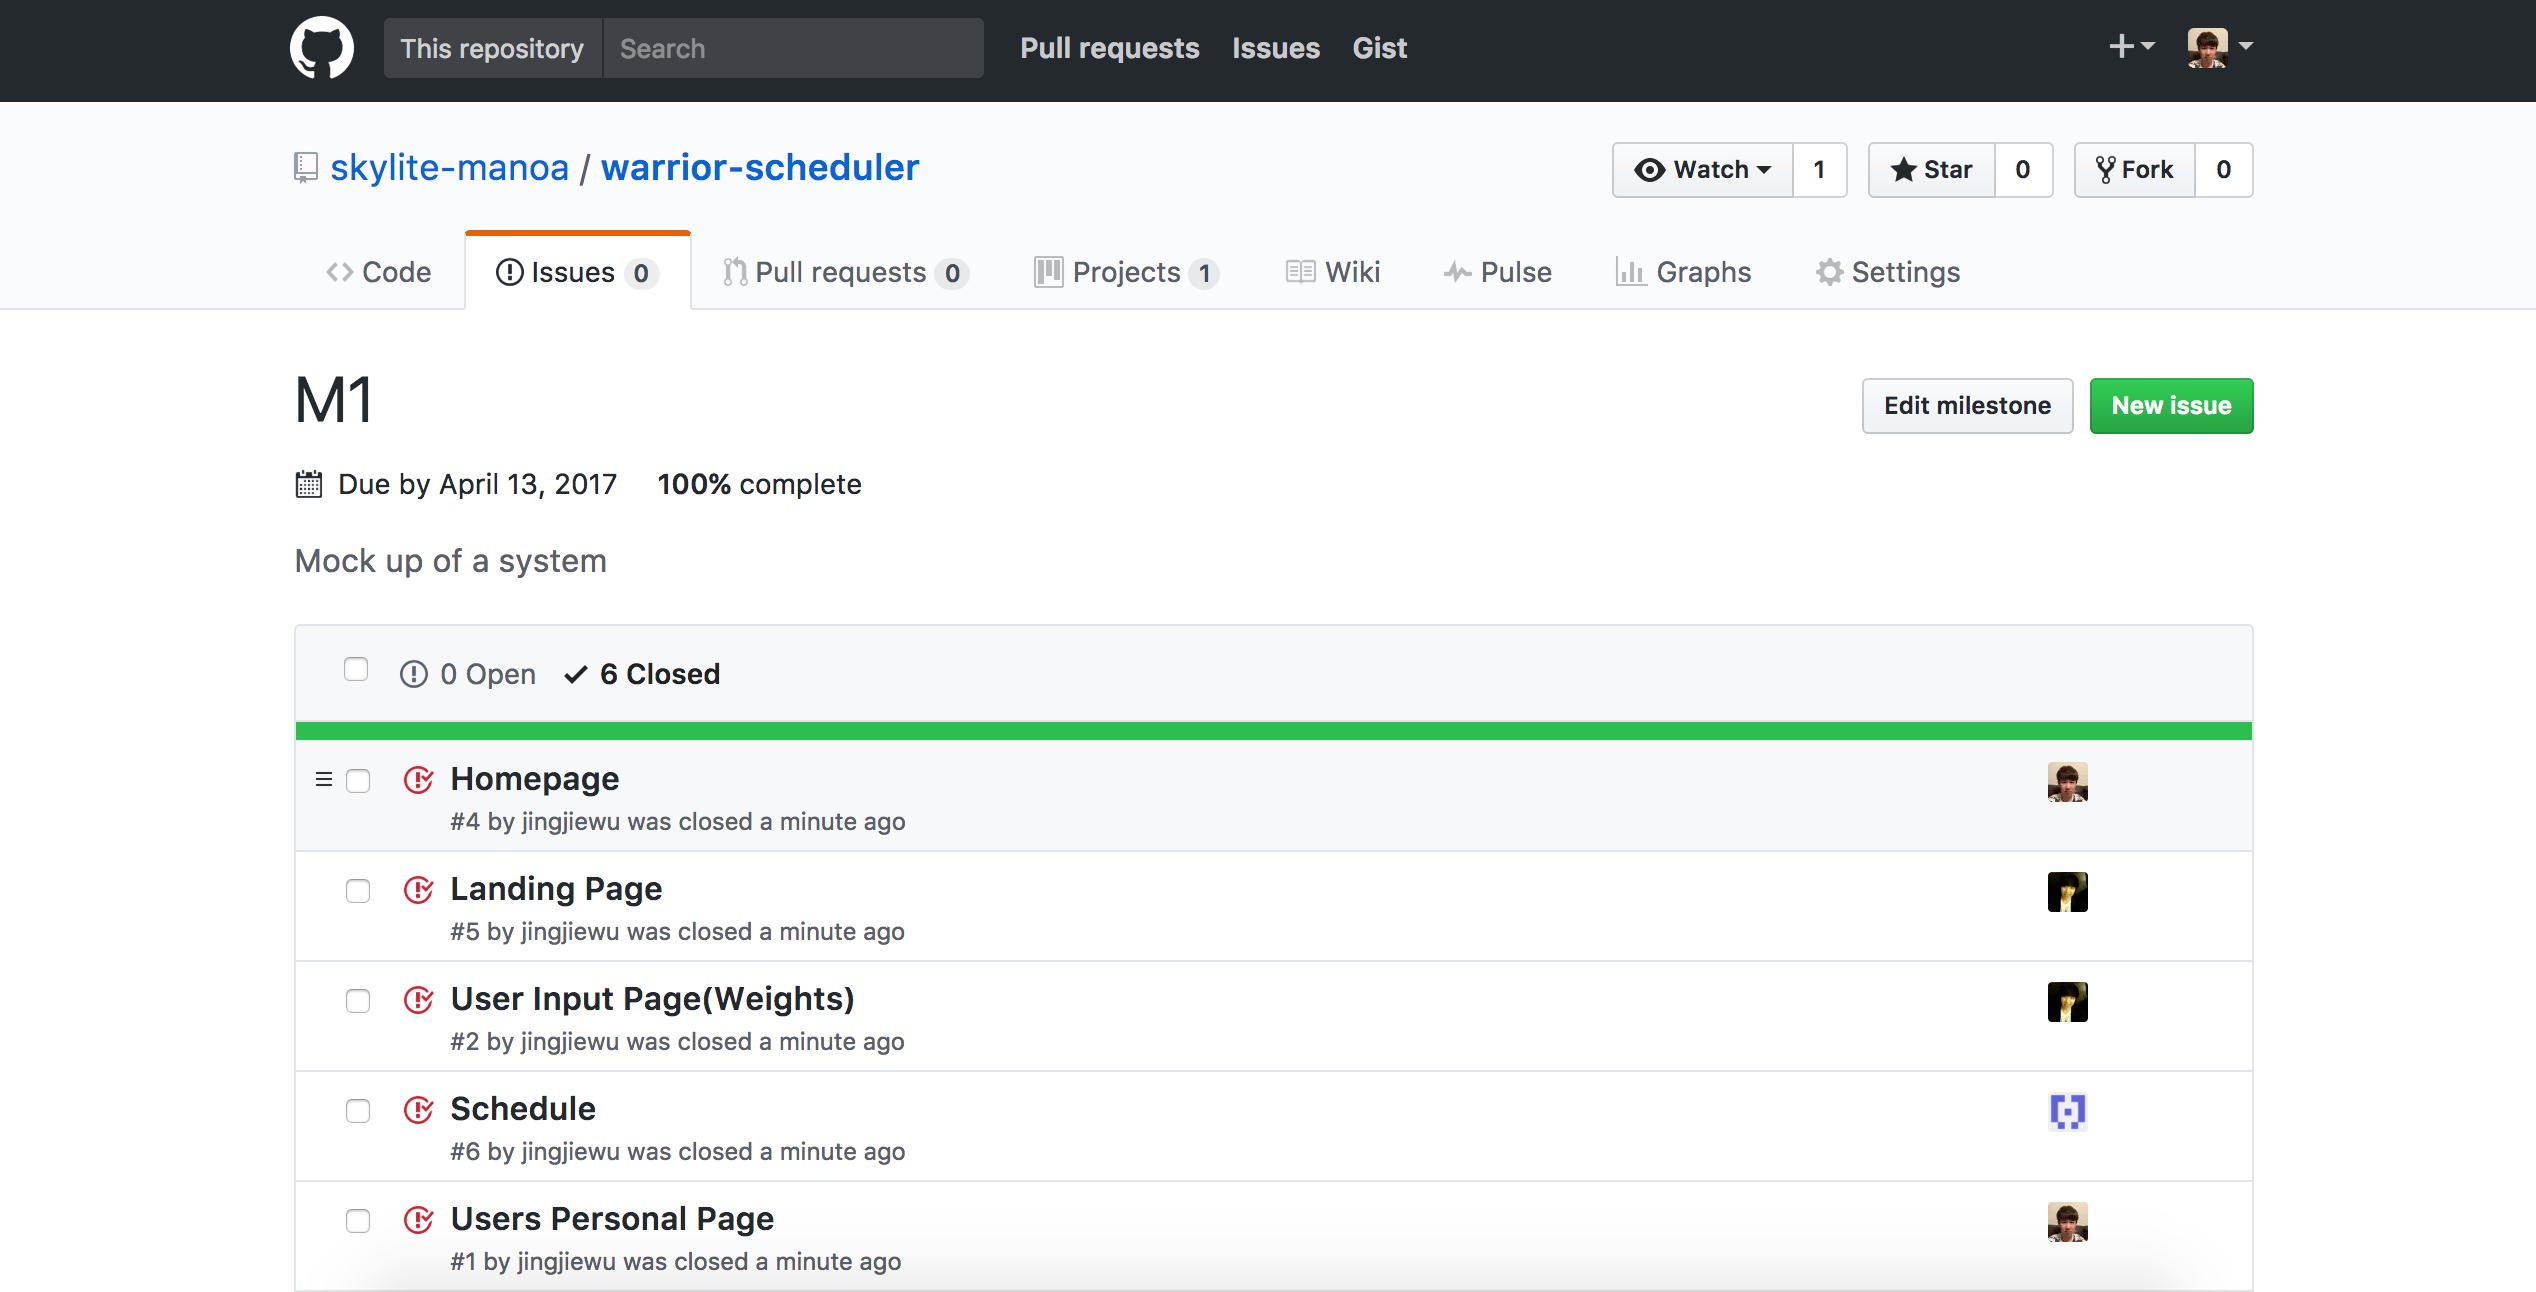 This repository Search Pull requests Issues Gist
skylite-manoa / warrior-scheduler Watch 1 Star 0 Fork 0
Code Issues 0 Pull requests 0 Projects 1 Wiki Pulse Graphs Settings
M1 Edit milestone New issue
Due by April 13, 2017 100% complete
Mock up of a system
0 Open 6 Closed
Homepage
#4 by jingjiewu was closed a minute ago
Landing Page
#5 by jingjiewu was closed a minute ago
User Input Page(Weights)
#2 by jingjiewu was closed a minute ago
Schedule
#6 by jingjiewu was closed a minute ago
Users Personal Page
#1 by jingjiewu was closed a minute ago